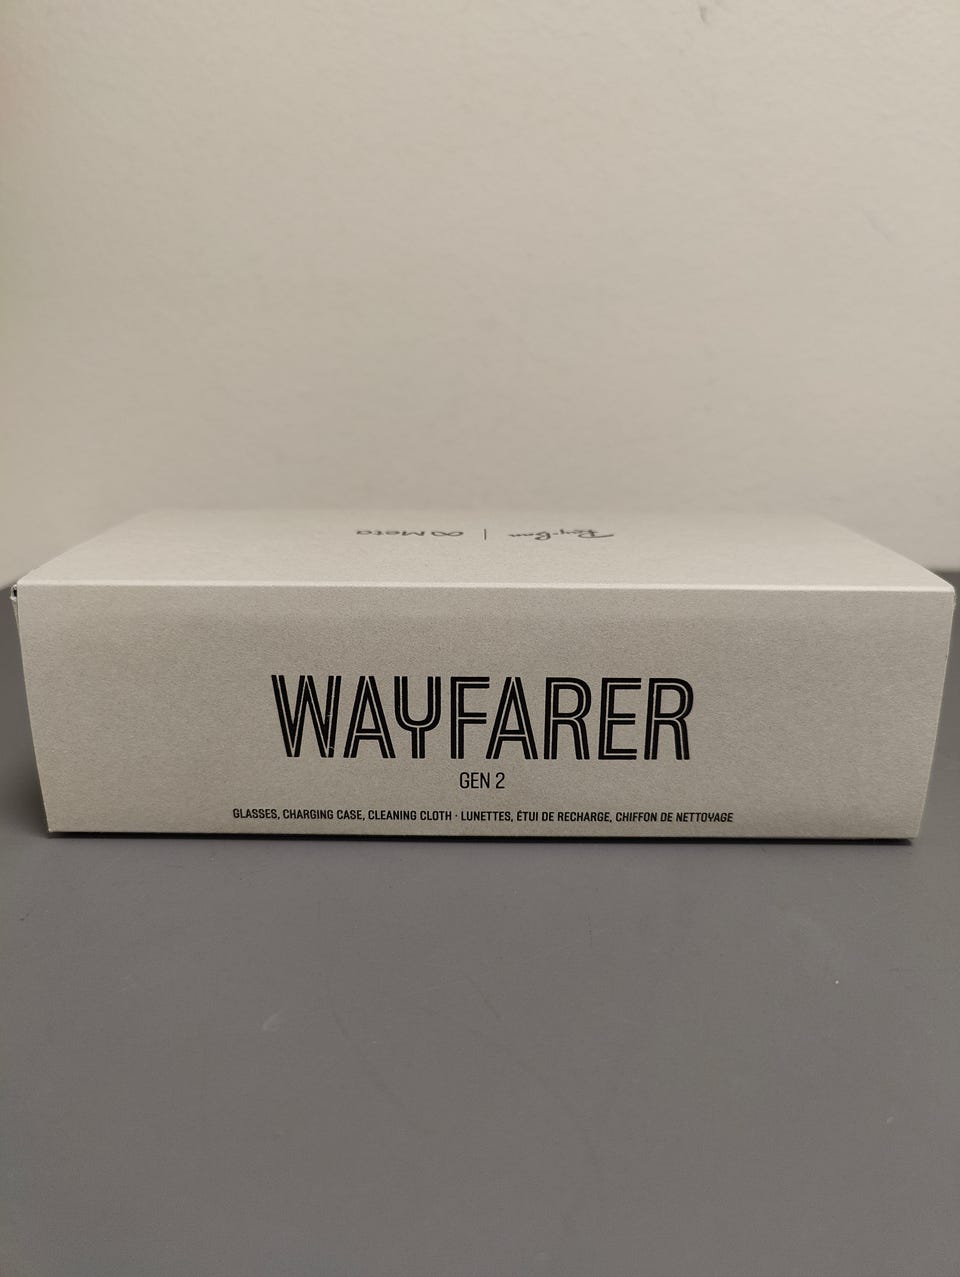 Ray-Ban | Meta
WAYFARER
GEN 2
GLASSES, CHARGING CASE, CLEANING CLOTH · LUNETTES, ÉTUI DE RECHARGE, CHIFFON DE NETTOYAGE